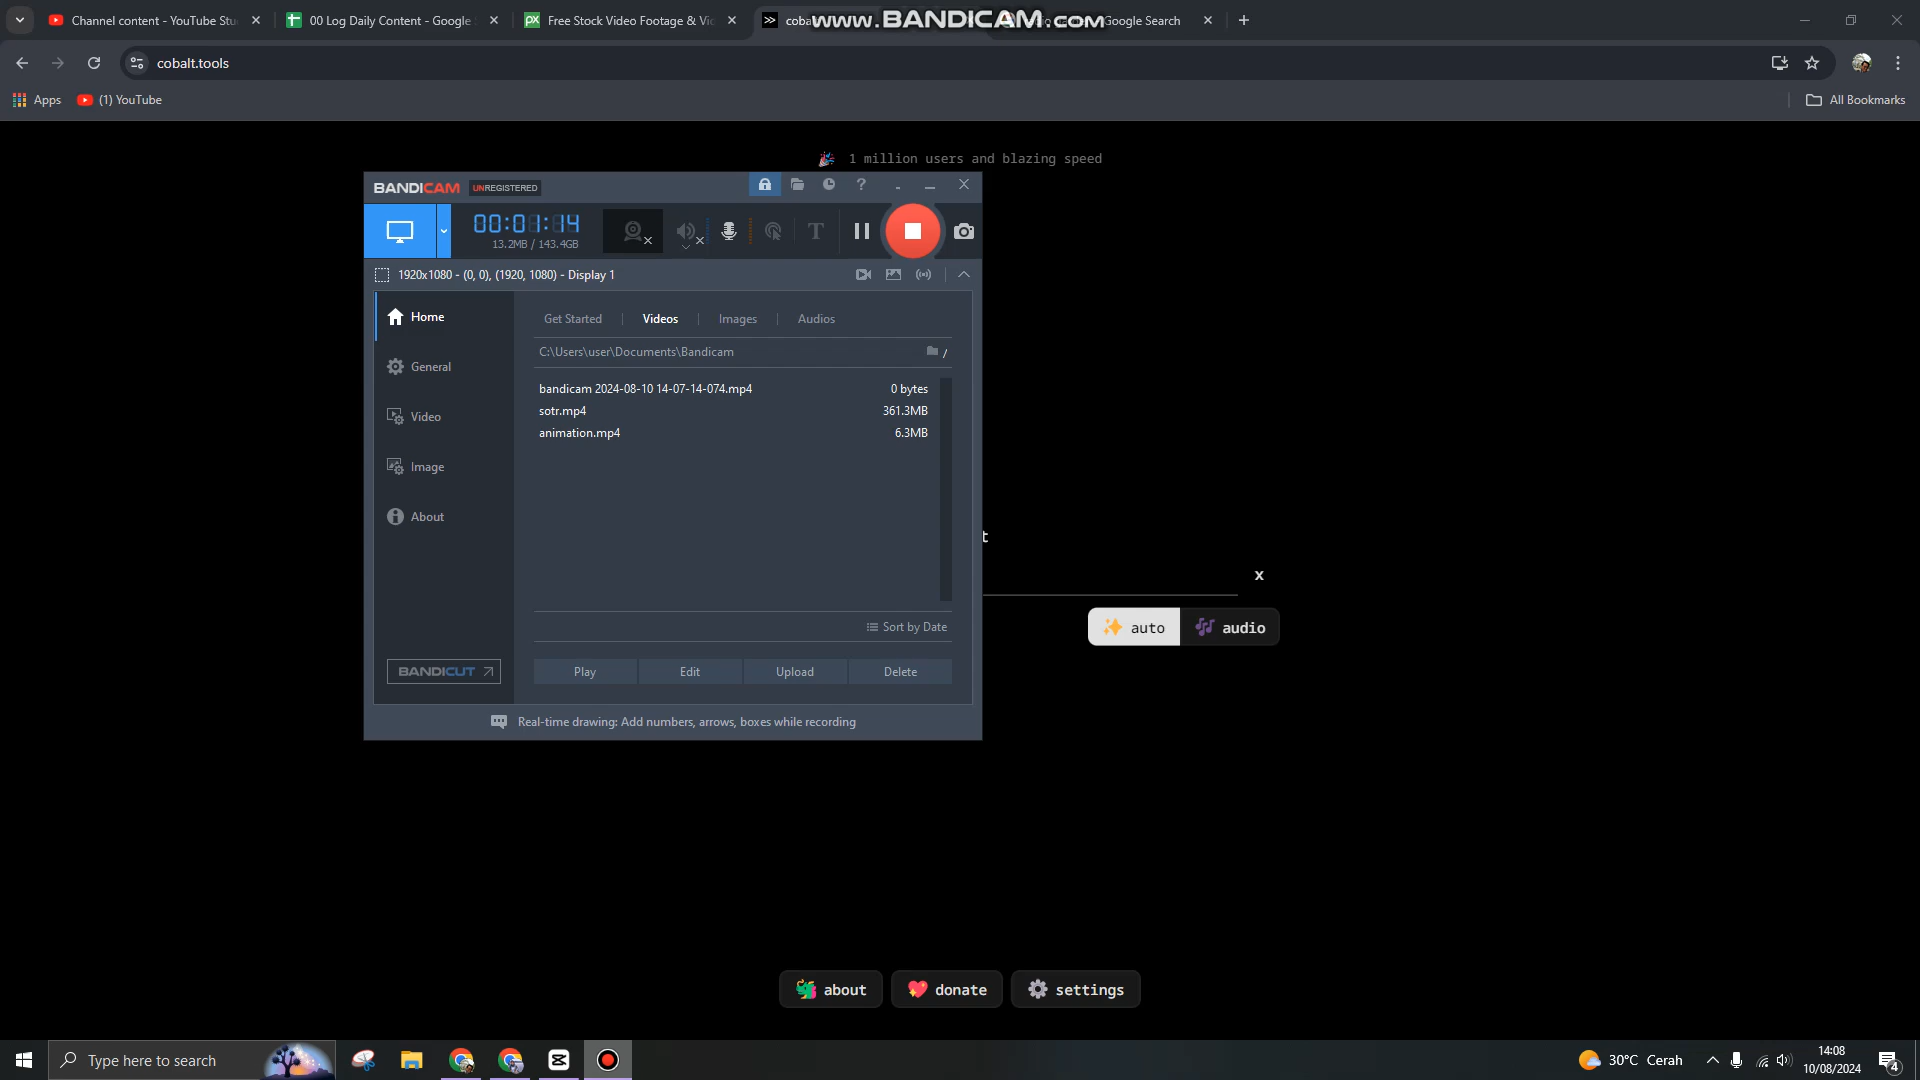 Channel content - YouTube Stu
00 Log Daily Content - Google S
Free Stock Video Footage & Vic
coba
www.BANDICAM.com
Google Search
cobalt.tools
Apps
(1) YouTube
All Bookmarks
1 million users and blazing speed
BANDICAM
UNREGISTERED
00:01:14
13.2MB / 143.4GB
1920x1080 - (0, 0), (1920, 1080) - Display 1
Home
General
Video
Image
About
Get Started
Videos
Images
Audios
C:\Users\user\Documents\Bandicam
bandicam 2024-08-10 14-07-14-074.mp4
0 bytes
sotr.mp4
361.3MB
animation.mp4
6.3MB
t
x
auto
audio
Sort by Date
BANDICUT
Play
Edit
Upload
Delete
Real-time drawing: Add numbers, arrows, boxes while recording
about
donate
settings
Type here to search
30°C Cerah
14:08
10/08/2024
4